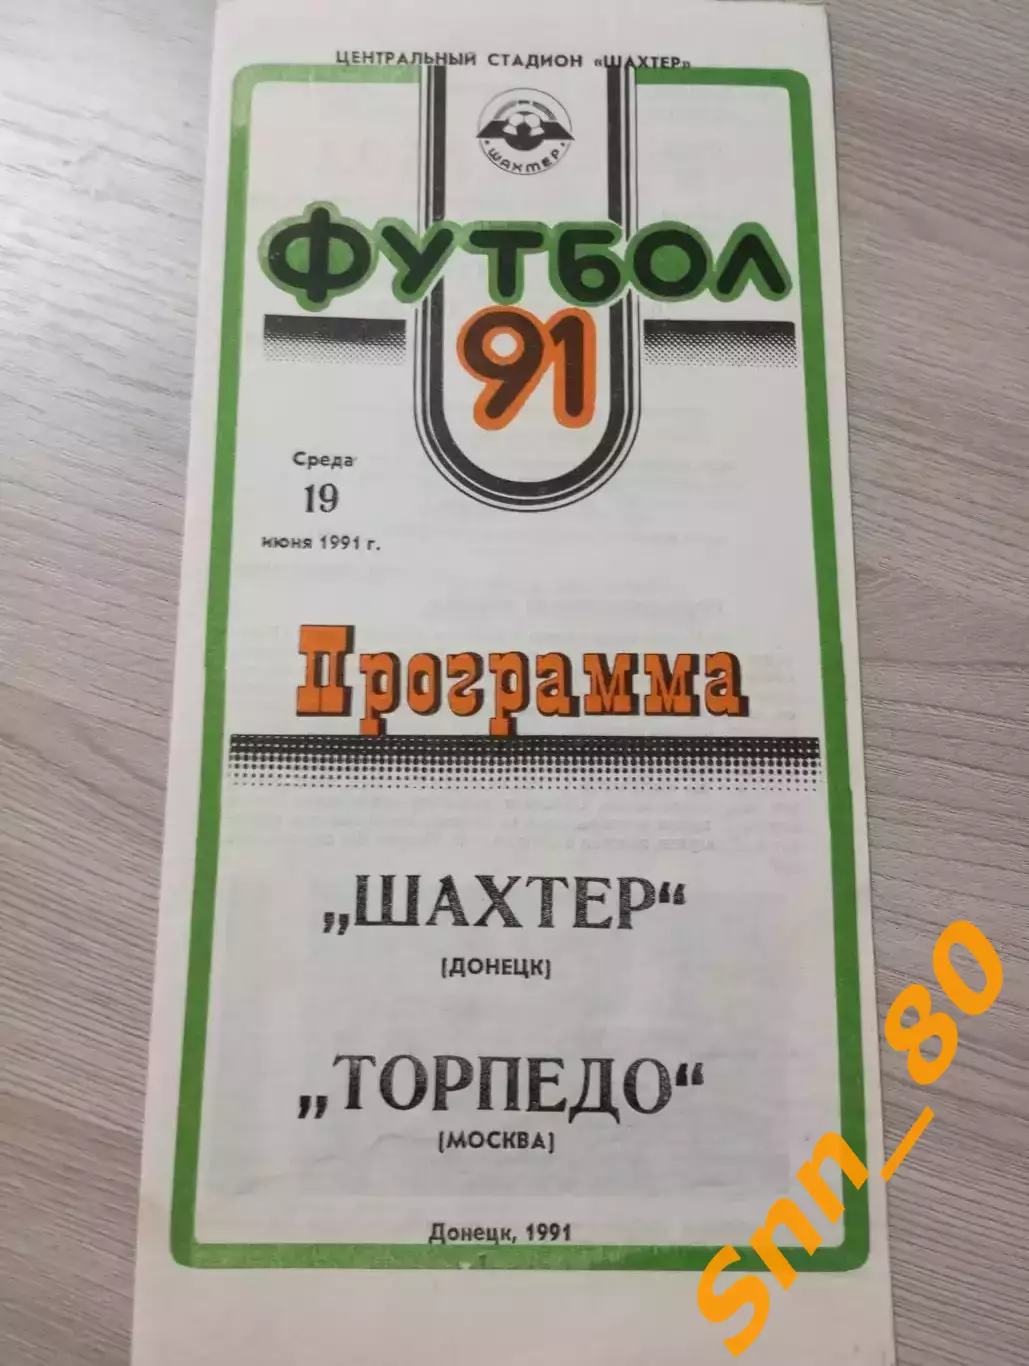 ЦЕНТРАЛЬНЫЙ СТАДИОН «ШАХТЕР»
ШАХТЕР
ФУТБОЛ
91
Среда
19
июня 1991 г.
Программа
„ШАХТЕР“
(ДОНЕЦК)
„ТОРПЕДО“
(МОСКВА)
Донецк, 1991
snn_80